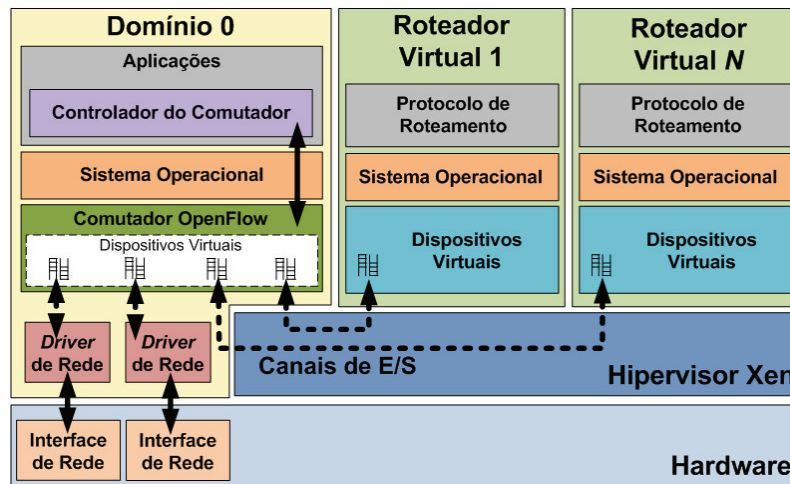 Domínio 0
Aplicações
Controlador do Comutador
Sistema Operacional
Comutador OpenFlow
Dispositivos Virtuais
Driver
de Rede
Driver
de Rede
Interface
de Rede
Interface
de Rede
Roteador
Virtual 1
Protocolo de
Roteamento
Sistema Operacional
Dispositivos
Virtuais
Roteador
Virtual N
Protocolo de
Roteamento
Sistema Operacional
Dispositivos
Virtuais
Canais de E/S
Hipervisor Xen
Hardware